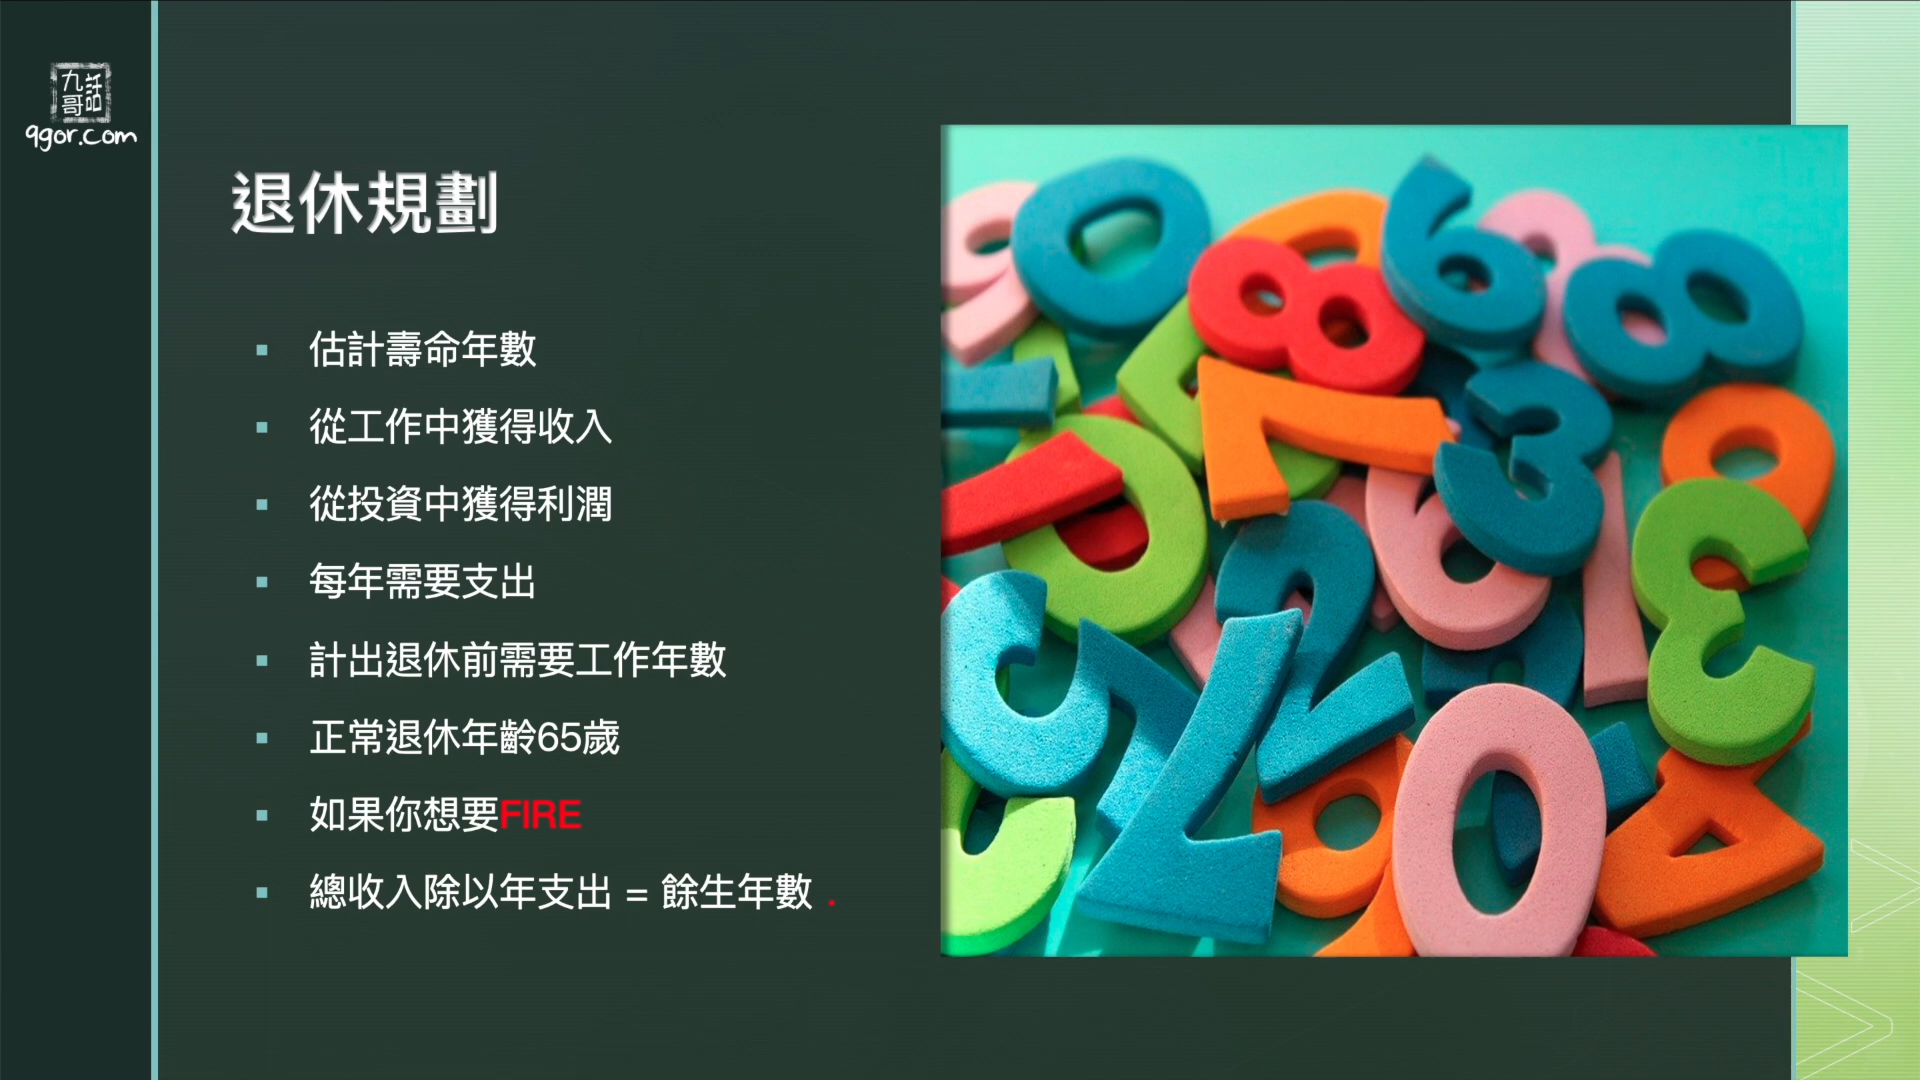 九哥話
9gor.com
退休規劃
估計壽命年數
從工作中獲得收入
從投資中獲得利潤
每年需要支出
計出退休前需要工作年數
正常退休年齡65歲
如果你想要FIRE
總收入除以年支出 = 餘生年數 .